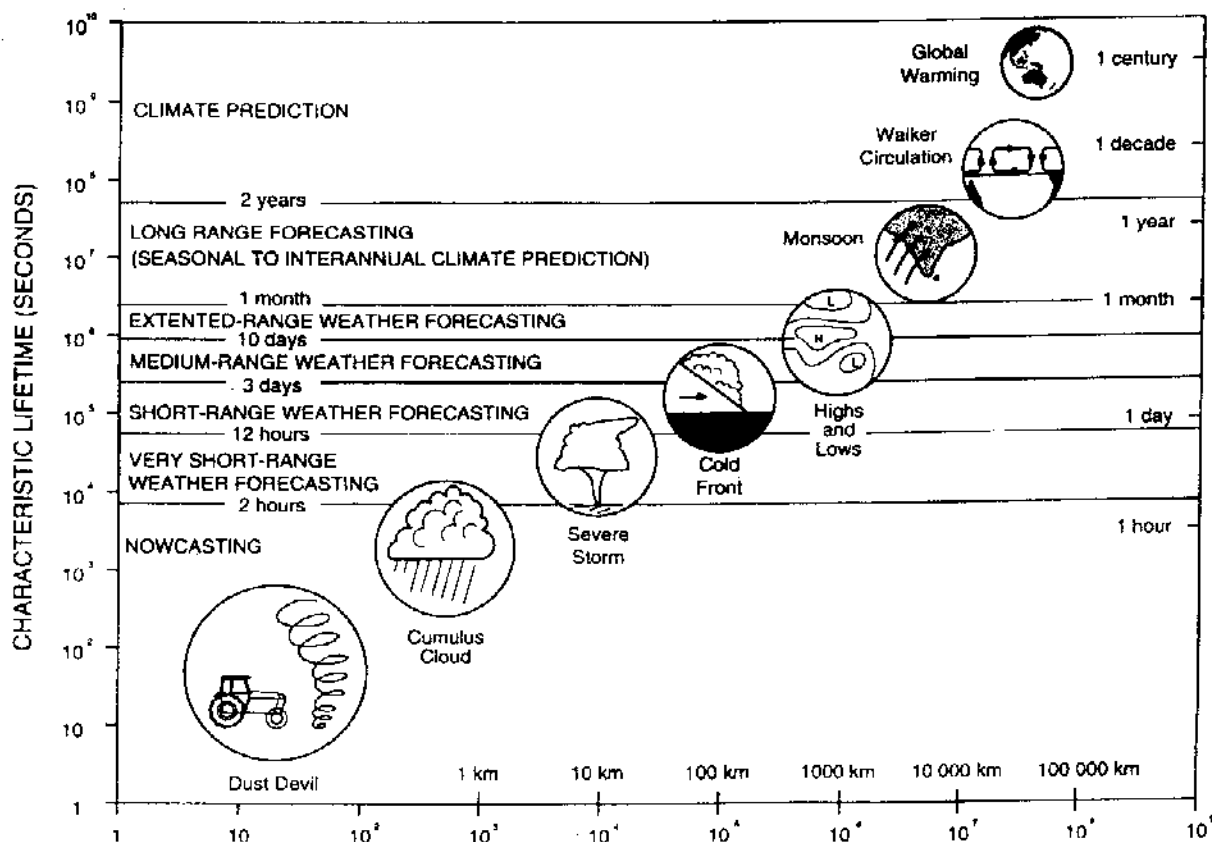 CHARACTERISTIC LIFETIME (SECONDS)
10¹⁰
10⁹
10⁸
10⁷
10⁶
10⁵
10⁴
10³
10²
10
1
CLIMATE PREDICTION
2 years
LONG RANGE FORECASTING
(SEASONAL TO INTERANNUAL CLIMATE PREDICTION)
1 month
EXTENTED-RANGE WEATHER FORECASTING
10 days
MEDIUM-RANGE WEATHER FORECASTING
3 days
SHORT-RANGE WEATHER FORECASTING
12 hours
VERY SHORT-RANGE
WEATHER FORECASTING
2 hours
NOWCASTING
Global
Warming
Walker
Circulation
Monsoon
L
H
L
Highs
and
Lows
Cold
Front
Severe
Storm
Cumulus
Cloud
Dust Devil
1 century
1 decade
1 year
1 month
1 day
1 hour
1 km
10 km
100 km
1000 km
10 000 km
100 000 km
1
10
10²
10³
10⁴
10⁶
10⁷